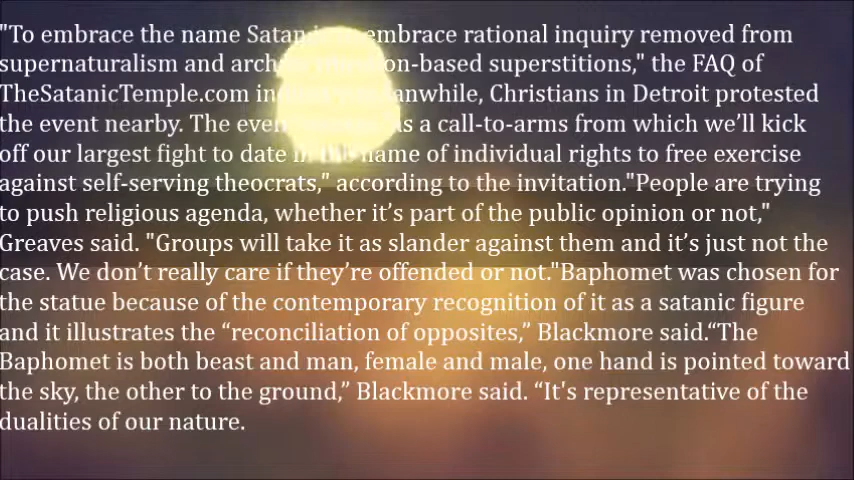 "To embrace the name Satan is embrace rational inquiry removed from
supernaturalism and -based superstitions," the FAQ of
TheSatanicTemple.com Christians in Detroit protested
the event nearby. The a call-to-arms from which we’ll kick
off our largest fight to date in the name of individual rights to free exercise
against self-serving theocrats,” according to the invitation."People are trying
to push religious agenda, whether it’s part of the public opinion or not,"
Greaves said. "Groups will take it as slander against them and it’s just not the
case. We don’t really care if they’re offended or not."Baphomet was chosen for
the statue because of the contemporary recognition of it as a satanic figure
and it illustrates the “reconciliation of opposites,” Blackmore said.“The
Baphomet is both beast and man, female and male, one hand is pointed toward
the sky, the other to the ground,” Blackmore said. “It's representative of the
dualities of our nature.